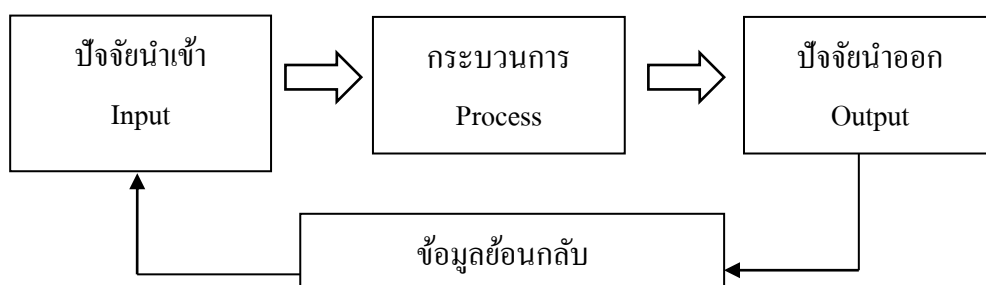 ปัจจัยนำเข้า
Input
กระบวนการ
Process
ปัจจัยนำออก
Output
ข้อมูลย้อนกลับ